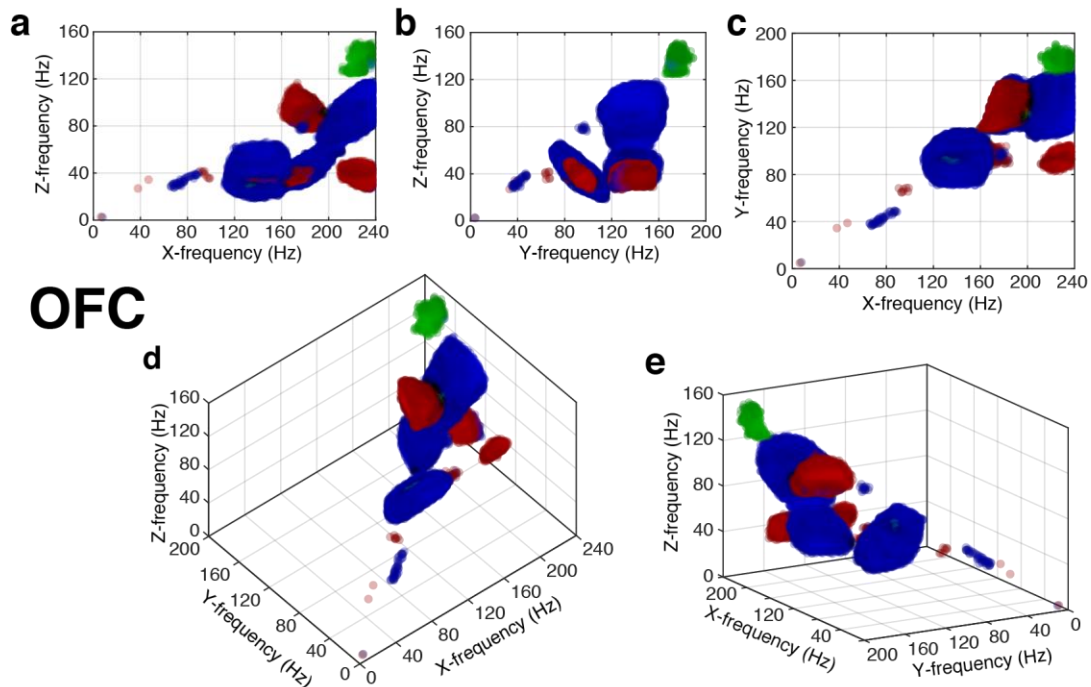 a
Z-frequency (Hz)
160
120
80
40
0
0 40 80 120 160 200 240
X-frequency (Hz)
b
Z-frequency (Hz)
160
120
80
40
0
0 40 80 120 160 200
Y-frequency (Hz)
c
Y-frequency (Hz)
200
160
120
80
40
0
0 40 80 120 160 200 240
X-frequency (Hz)
OFC
d
Z-frequency (Hz)
160
120
80
40
0
200
160
120
80
40
0
Y-frequency (Hz)
0
40
80
120
160
200
240
X-frequency (Hz)
e
Z-frequency (Hz)
160
120
80
40
0
200
120
40
X-frequency (Hz)
200 160 120 80 40 0
Y-frequency (Hz)